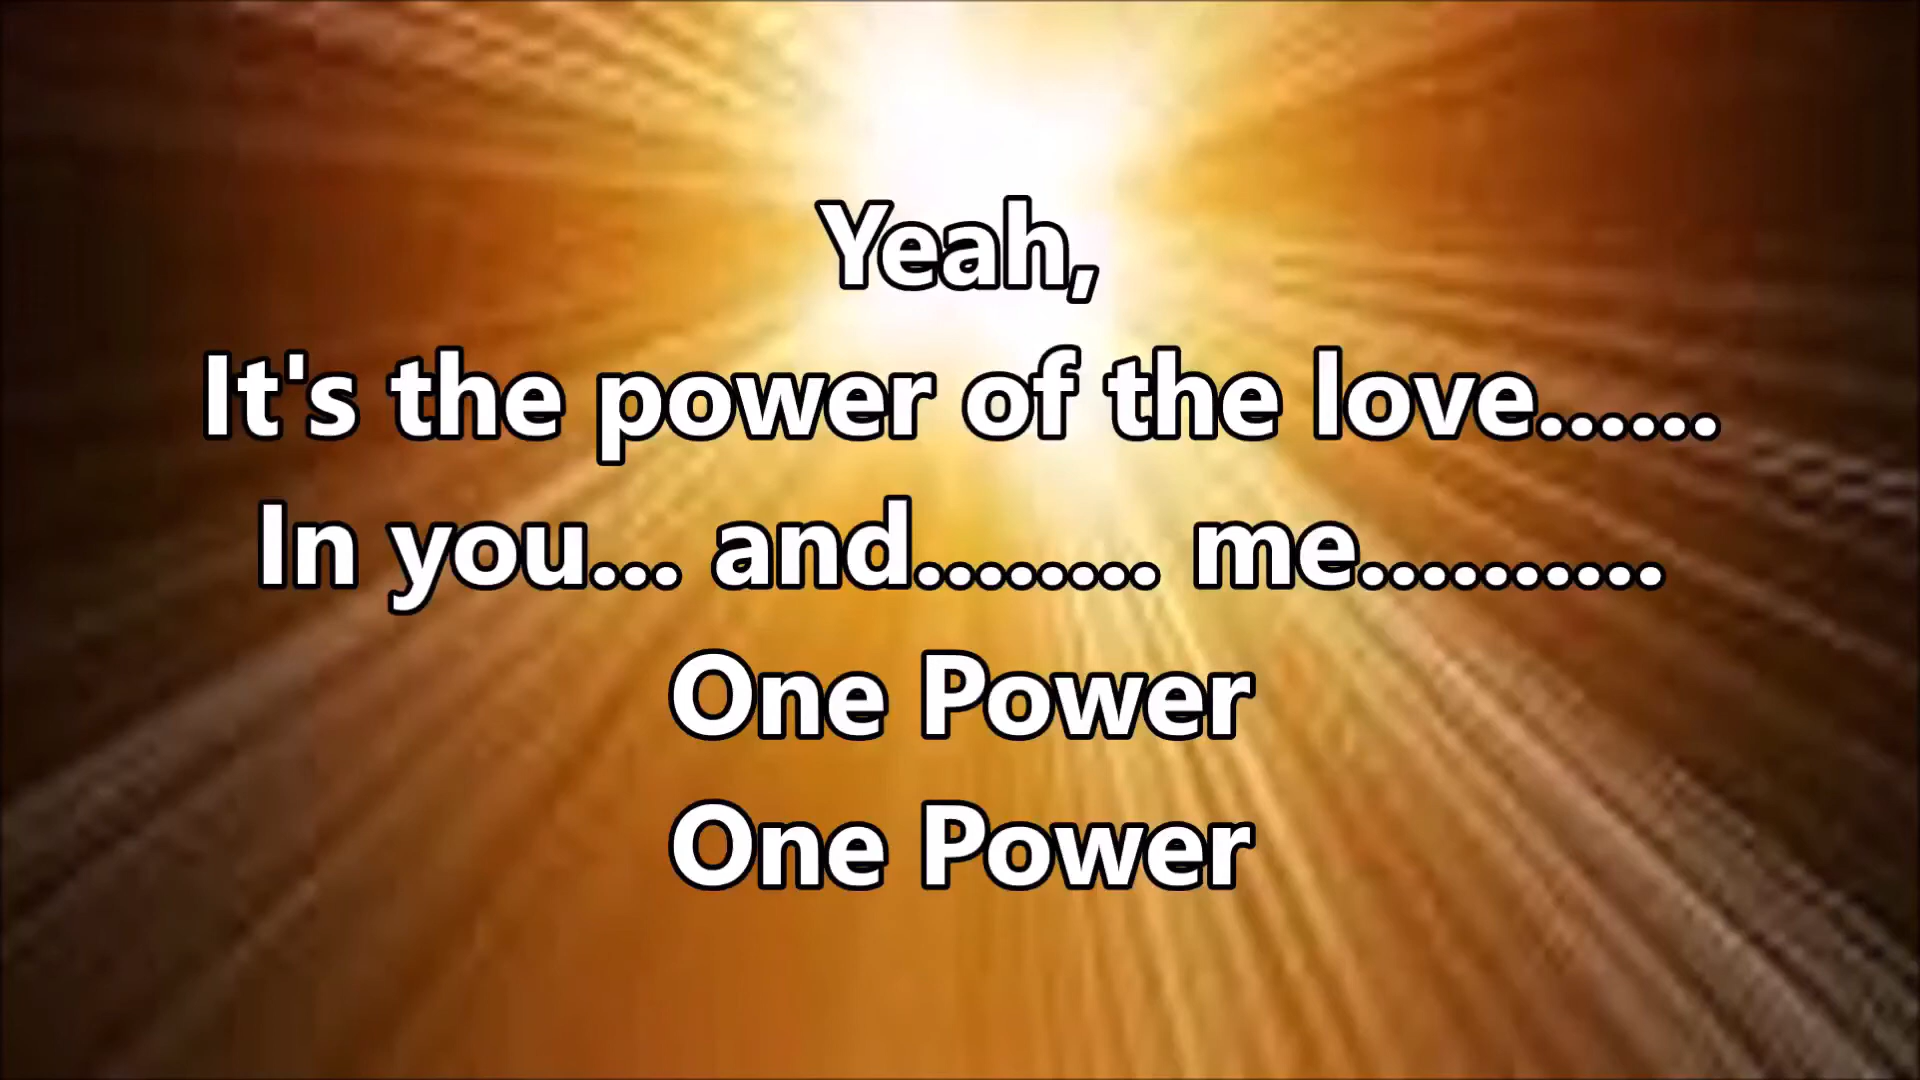 Yeah,
It's the power of the love......
In you... and........ me..........
One Power
One Power